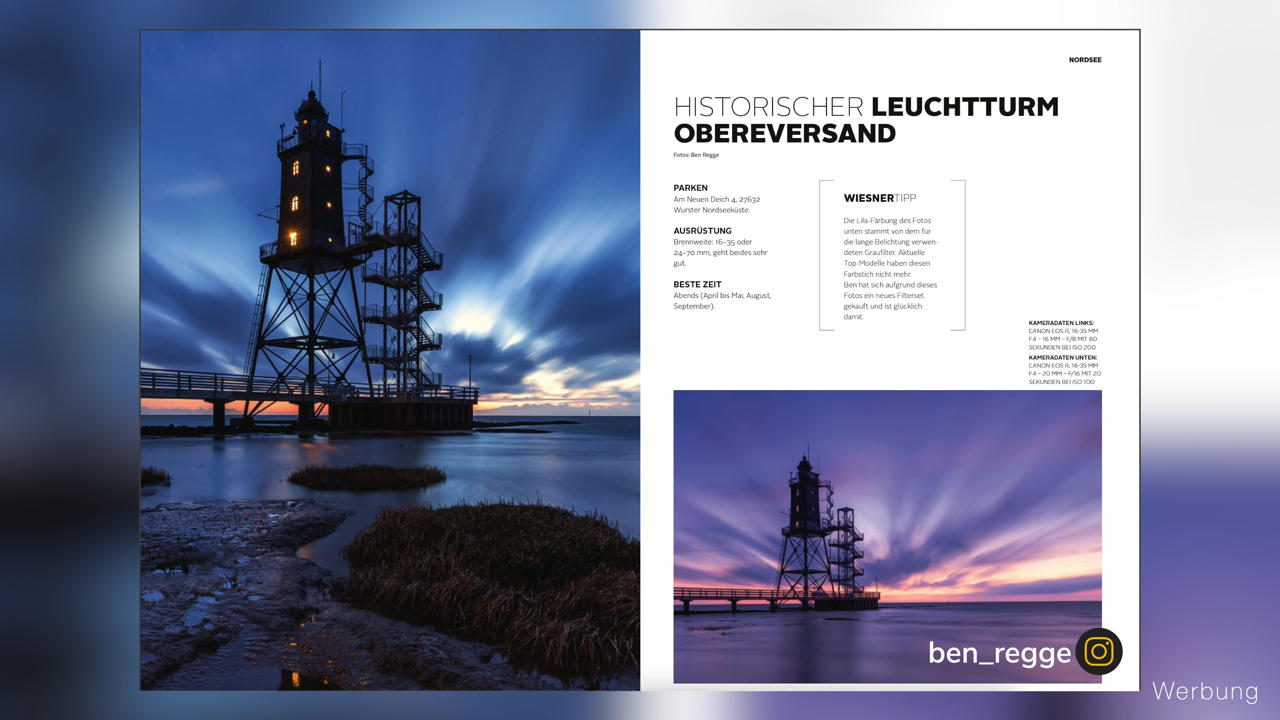 NORDSEE
HISTORISCHER LEUCHTTURM
OBEREVERSAND
Fotos: Ben Regge
PARKEN
Am Neuen Deich 4, 27632
Wurster Nordseeküste.
AUSRÜSTUNG
Brennweite: 16–35 oder
24–70 mm, geht beides sehr
gut.
BESTE ZEIT
Abends (April bis Mai, August,
September).
WIESNERTIPP
Die Lila-Färbung des Fotos
unten stammt von dem für
die lange Belichtung verwen-
deten Graufilter. Aktuelle
Top-Modelle haben diesen
Farbstich nicht mehr.
Ben hat sich aufgrund dieses
Fotos ein neues Filterset
gekauft und ist glücklich
damit.
KAMERADATEN LINKS:
CANON EOS R, 16-35 MM
F4 – 16 MM – F/8 MIT 60
SEKUNDEN BEI ISO 200
KAMERADATEN UNTEN:
CANON EOS R, 16-35 MM
F4 – 20 MM – F/16 MIT 20
SEKUNDEN BEI ISO 100
ben_regge
Werbung